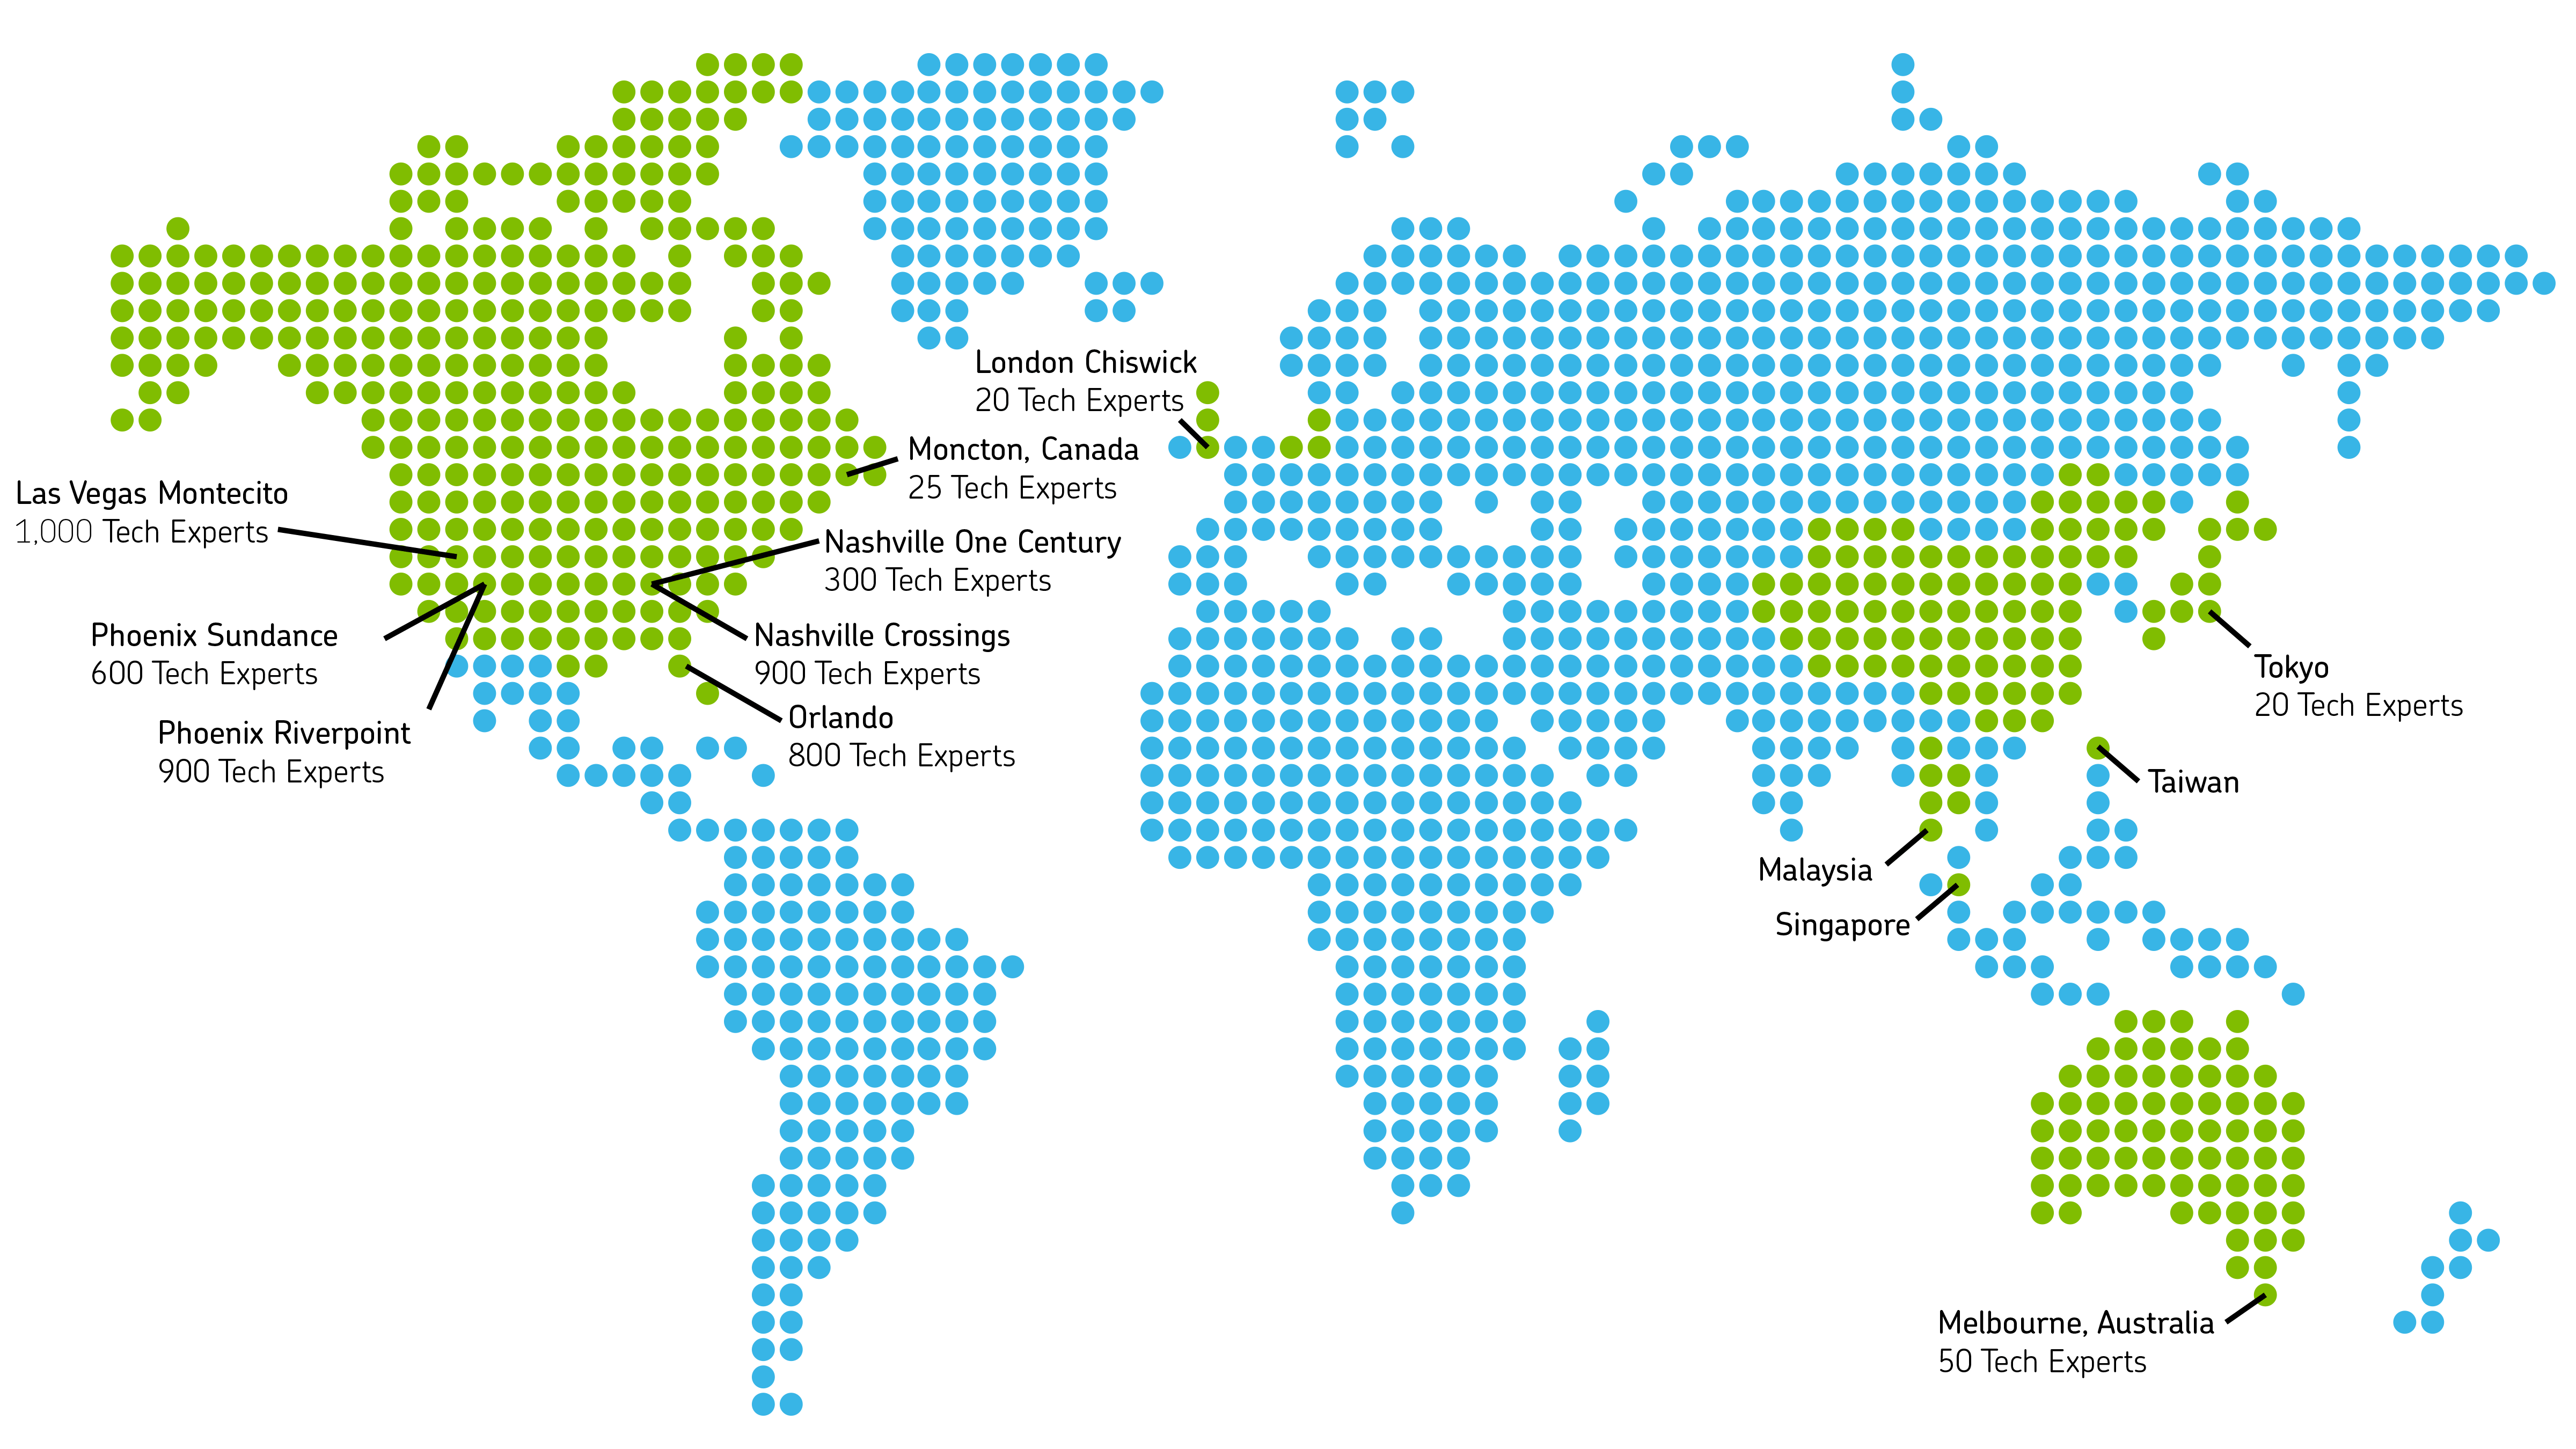 London Chiswick
20 Tech Experts
Moncton, Canada
25 Tech Experts
Las Vegas Montecito
1,000 Tech Experts
Nashville One Century
300 Tech Experts
Phoenix Sundance
600 Tech Experts
Nashville Crossings
900 Tech Experts
Tokyo
20 Tech Experts
Phoenix Riverpoint
900 Tech Experts
Orlando
800 Tech Experts
Taiwan
Malaysia
Singapore
Melbourne, Australia
50 Tech Experts